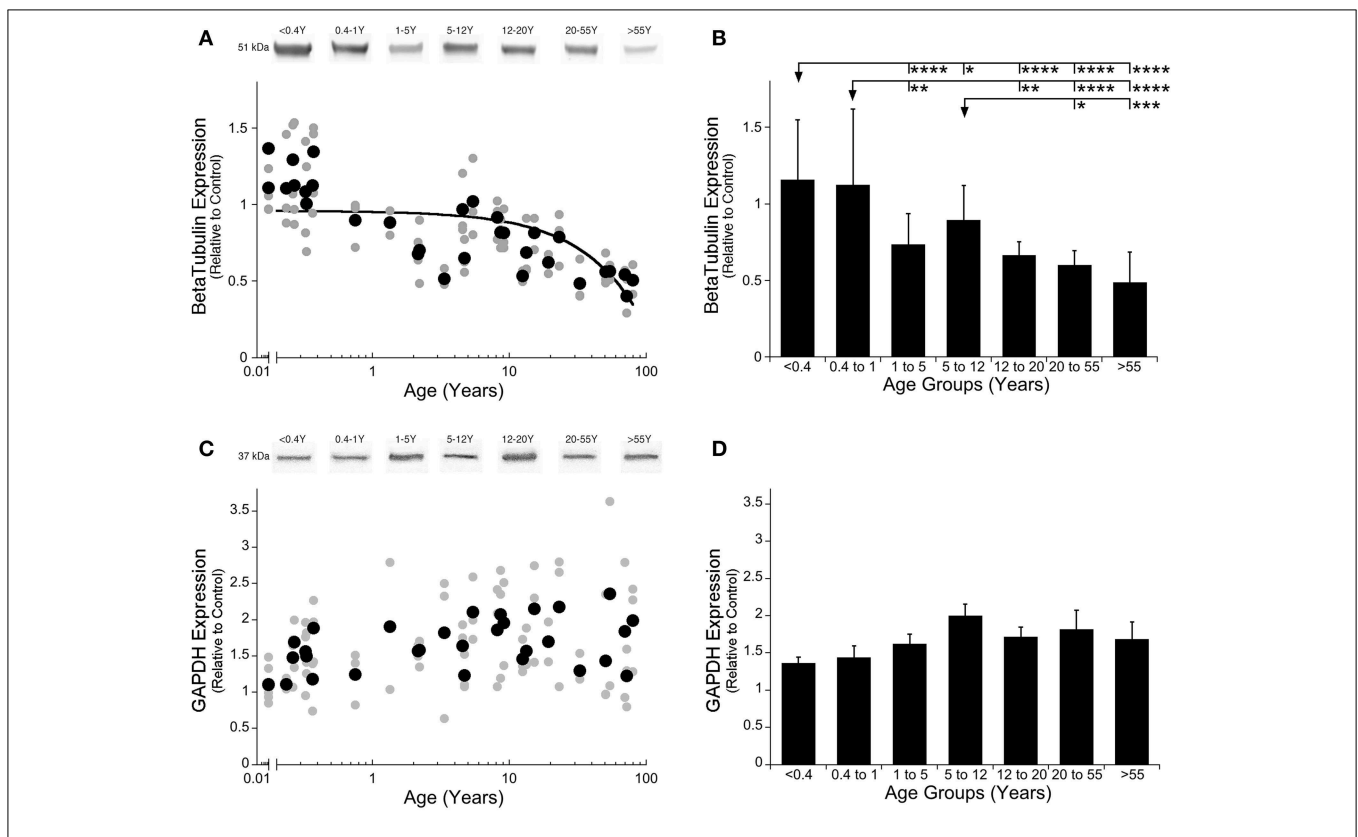 A
<0.4Y 0.4-1Y 1-5Y 5-12Y 12-20Y 20-55Y >55Y
51 kDa
BetaTubulin Expression
(Relative to Control)
1.5
1
0.5
0
0.01 1 10 100
Age (Years)
B
**** * **** **** ****
** ** **** ****
* ***
BetaTubulin Expression
(Relative to Control)
1.5
1
0.5
0
<0.4 0.4 to 1 1 to 5 5 to 12 12 to 20 20 to 55 >55
Age Groups (Years)
C
<0.4Y 0.4-1Y 1-5Y 5-12Y 12-20Y 20-55Y >55Y
37 kDa
GAPDH Expression
(Relative to Control)
3.5
3
2.5
2
1.5
1
0.5
0
0.01 1 10 100
Age (Years)
D
GAPDH Expression
(Relative to Control)
3.5
3
2.5
2
1.5
1
0.5
0
<0.4 0.4 to 1 1 to 5 5 to 12 12 to 20 20 to 55 >55
Age Groups (Years)